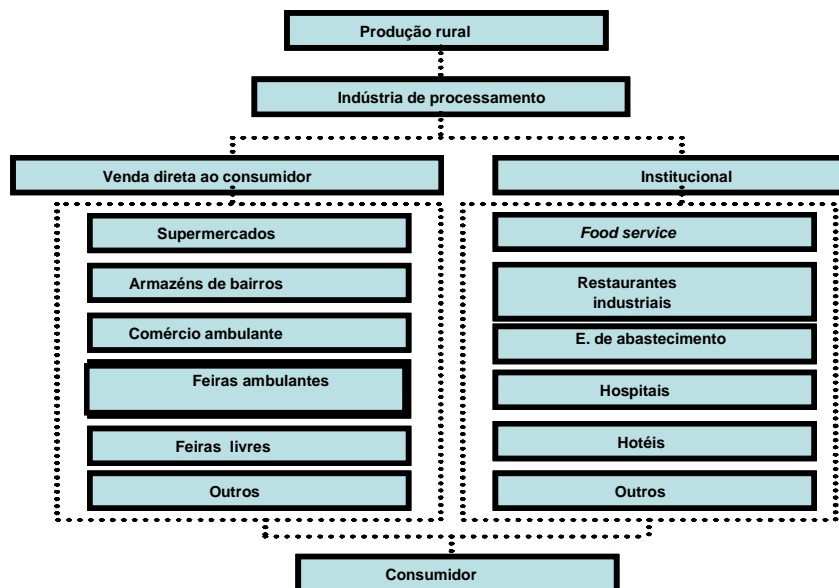 Produção rural
Indústria de processamento
Venda direta ao consumidor
Institucional
Supermercados
Armazéns de bairros
Comércio ambulante
Feiras ambulantes
Feiras livres
Outros
Food service
Restaurantes
industriais
E. de abastecimento
Hospitais
Hotéis
Outros
Consumidor